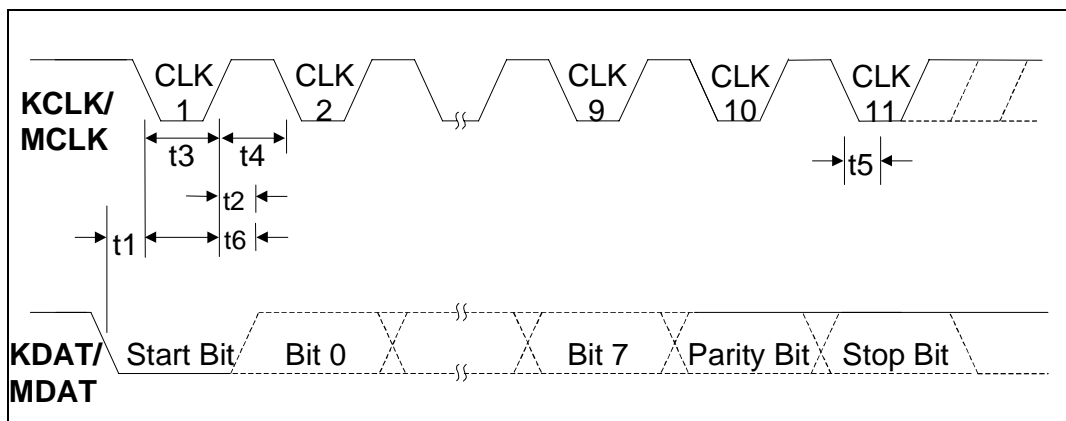 CLK
1
CLK
2
CLK
9
CLK
10
CLK
11
KCLK/
MCLK
t3
t4
t5
t2
t1
t6
KDAT/
MDAT
Start Bit
Bit 0
Bit 7
Parity Bit
Stop Bit